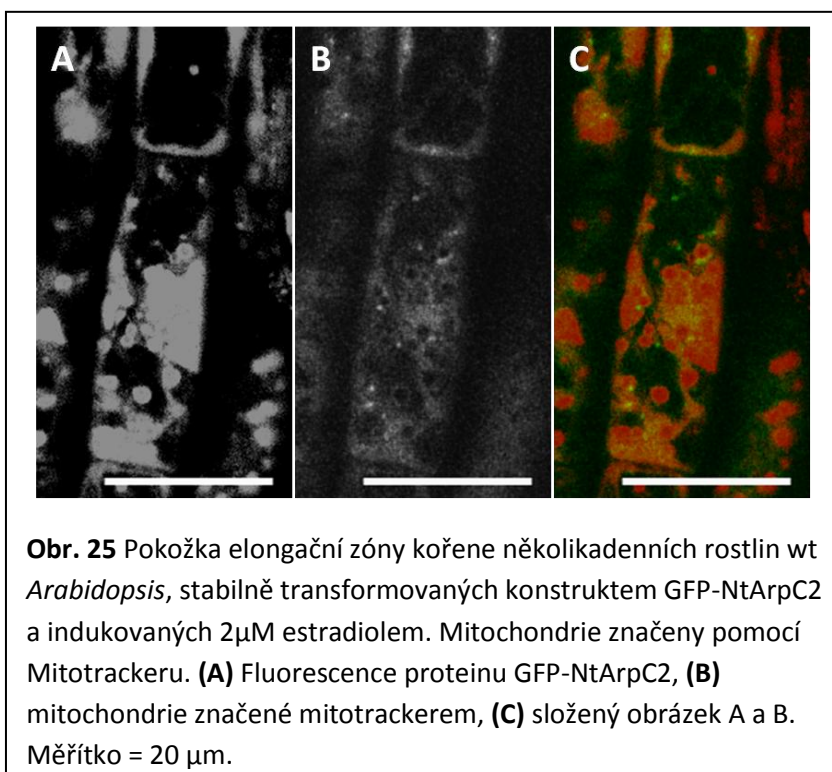 A B C
Obr. 25 Pokožka elongační zóny kořene několikadenních rostlin wt
Arabidopsis, stabilně transformovaných konstruktem GFP-NtArpC2
a indukovaných 2µM estradiolem. Mitochondrie značeny pomocí
Mitotrackeru. (A) Fluorescence proteinu GFP-NtArpC2, (B)
mitochondrie značené mitotrackerem, (C) složený obrázek A a B.
Měřítko = 20 µm.